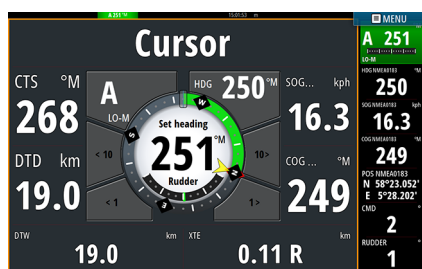 A 251 °M
15:01:53
MENU
Cursor
CTS °M
268
DTD km
19.0
A
LO-M
HDG 250 °M
Set heading
251 °M
Rudder
W
S
N
E
< 10
10 >
< 1
1 >
SOG... kph
16.3
COG ... °M
249
DTW km
19.0
XTE km
0.11 R
A 251
LO-M
HDG NMEA0183 °M
250
SOG NMEA0183 kph
16.3
COG NMEA0183 °M
249
POS NMEA0183
N 58°23.052'
E 5°28.202'
CMD °
2
RUDDER °
1